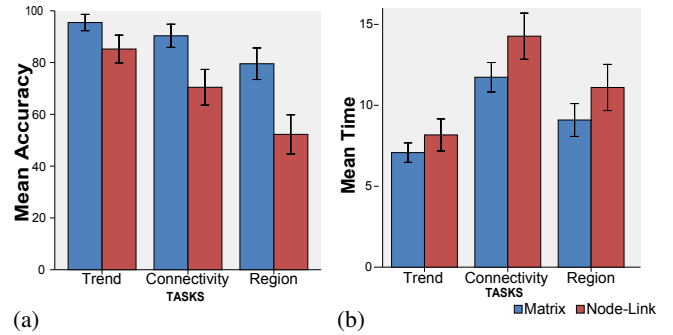 100
80
60
40
20
0
Mean Accuracy
Trend Connectivity Region
TASKS
(a)
15
10
5
0
Mean Time
Trend Connectivity Region
TASKS
(b)
Matrix Node-Link